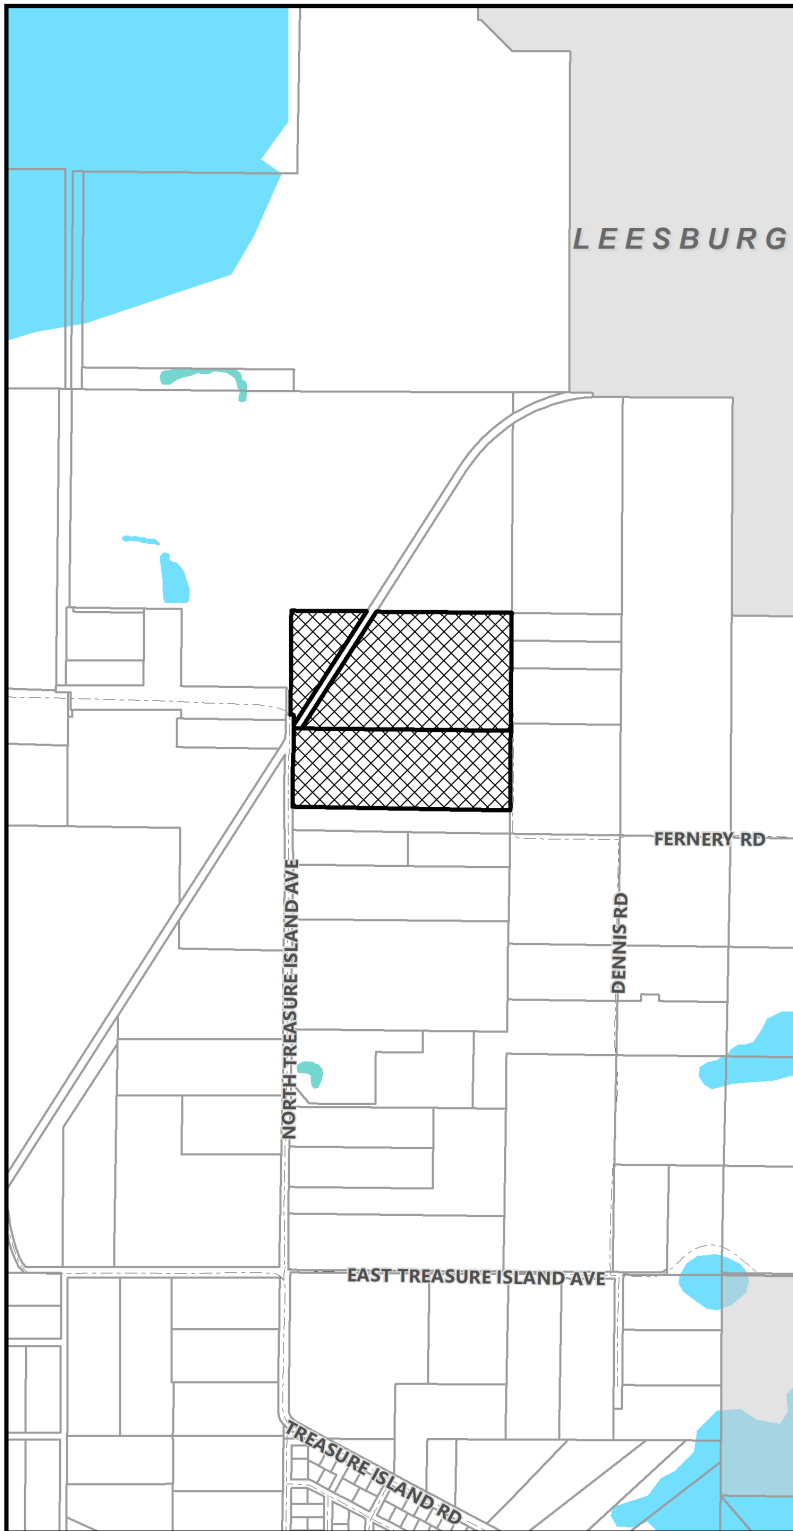 LEESBURG
FERNERY RD
NORTH TREASURE ISLAND AVE
DENNIS RD
EAST TREASURE ISLAND AVE
TREASURE ISLAND RD